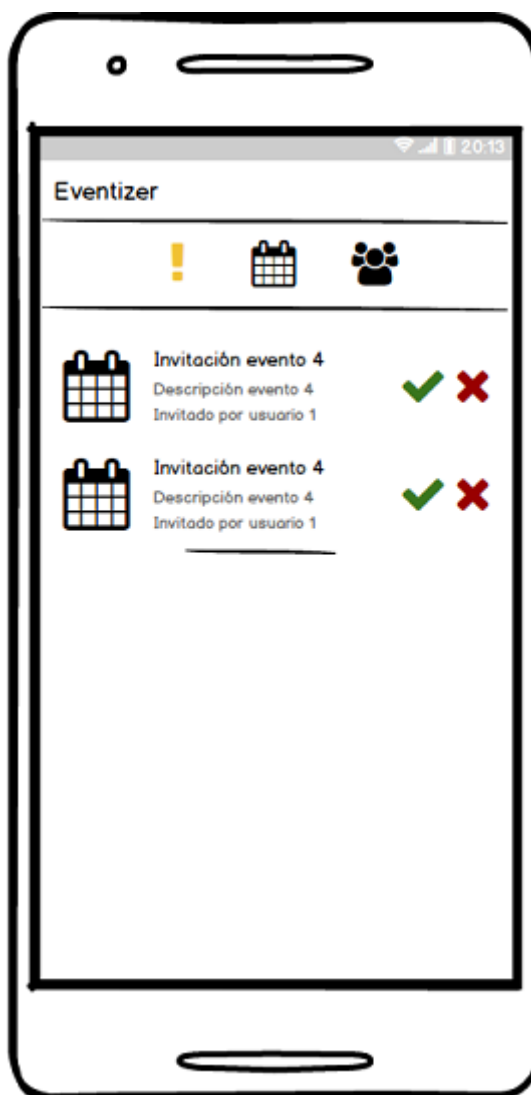 20:13
Eventizer
Invitación evento 4
Descripción evento 4
Invitado por usuario 1
Invitación evento 4
Descripción evento 4
Invitado por usuario 1